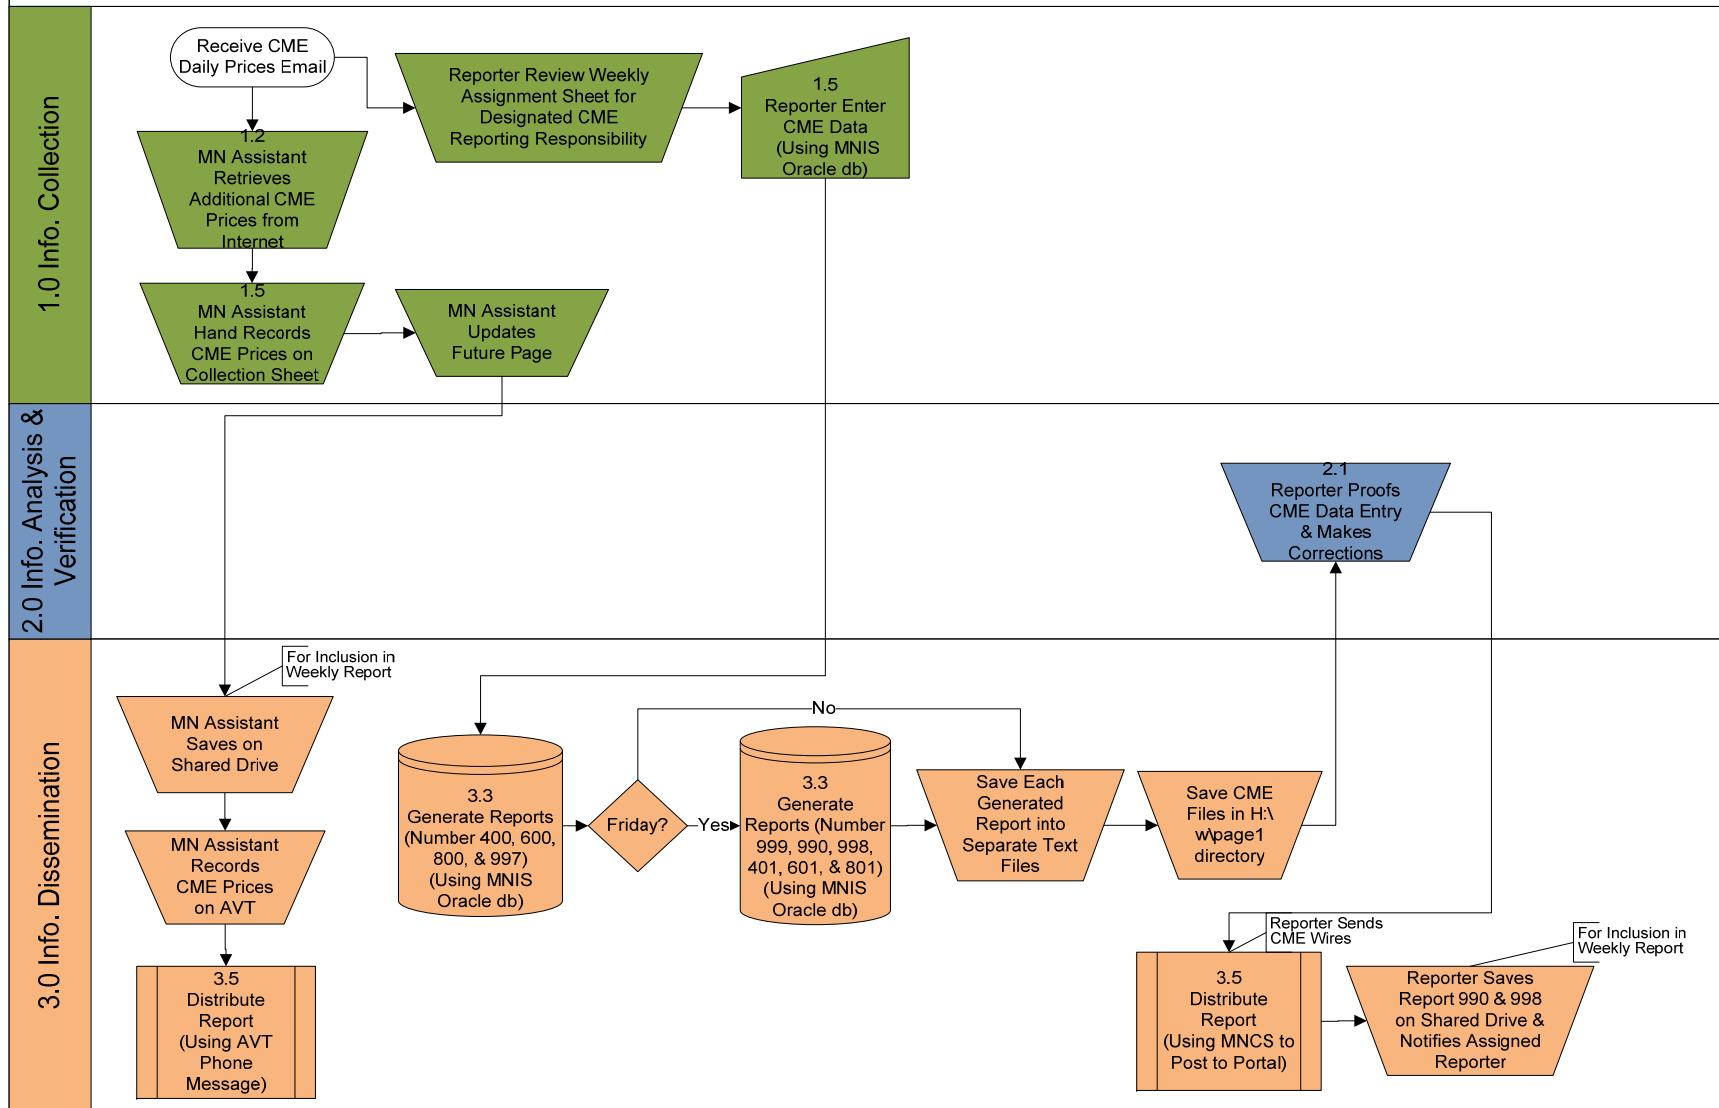 1.0 Info. Collection
Receive CME
Daily Prices Email
Reporter Review Weekly
Assignment Sheet for
Designated CME
Reporting Responsibility
1.5
Reporter Enter
CME Data
(Using MNIS
Oracle db)
1.2
MN Assistant
Retrieves
Additional CME
Prices from
Internet
1.5
MN Assistant
Hand Records
CME Prices on
Collection Sheet
MN Assistant
Updates
Future Page
2.0 Info. Analysis &
Verification
2.1
Reporter Proofs
CME Data Entry
& Makes
Corrections
3.0 Info. Dissemination
For Inclusion in
Weekly Report
MN Assistant
Saves on
Shared Drive
MN Assistant
Records
CME Prices
on AVT
3.5
Distribute
Report
(Using AVT
Phone
Message)
3.3
Generate Reports
(Number 400, 600,
800, & 997)
(Using MNIS
Oracle db)
Friday?
No
Yes
3.3
Generate
Reports (Number
999, 990, 998,
401, 601, & 801)
(Using MNIS
Oracle db)
Save Each
Generated
Report into
Separate Text
Files
Save CME
Files in H:\
w\page1
directory
Reporter Sends
CME Wires
3.5
Distribute
Report
(Using MNCS to
Post to Portal)
For Inclusion in
Weekly Report
Reporter Saves
Report 990 & 998
on Shared Drive &
Notifies Assigned
Reporter